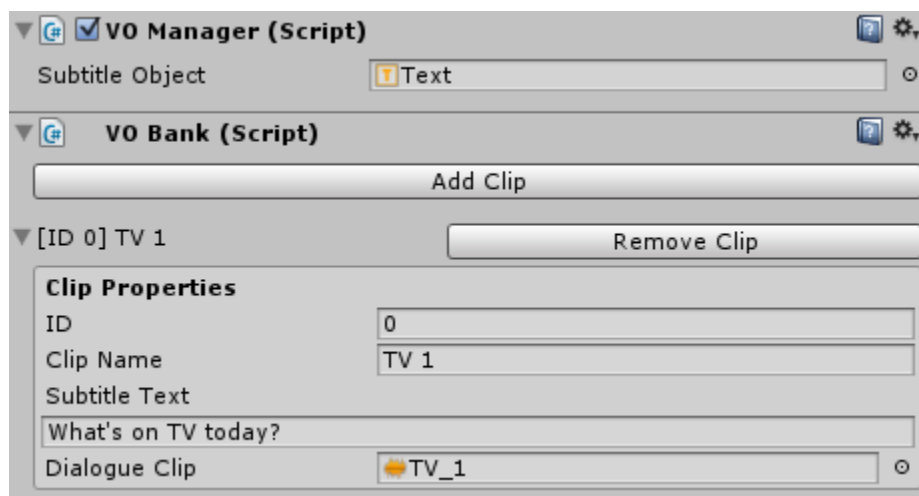 VO Manager (Script)
Subtitle Object Text
VO Bank (Script)
Add Clip
[ID 0] TV 1 Remove Clip
Clip Properties
ID 0
Clip Name TV 1
Subtitle Text
What's on TV today?
Dialogue Clip TV_1